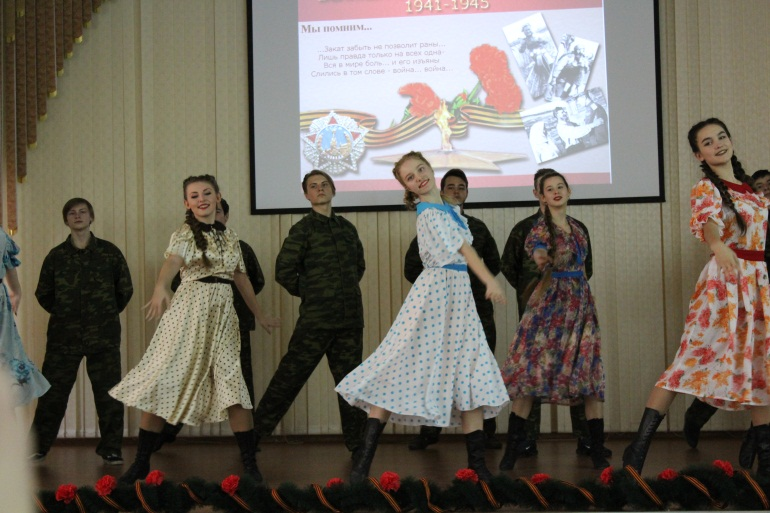 1941-1945
Мы помним...
...Закат забыть не позволит раны....
Лишь правда только на всех одна-
Вся в мире боль.... и его изъяны
Слились в том слове - война.... война....